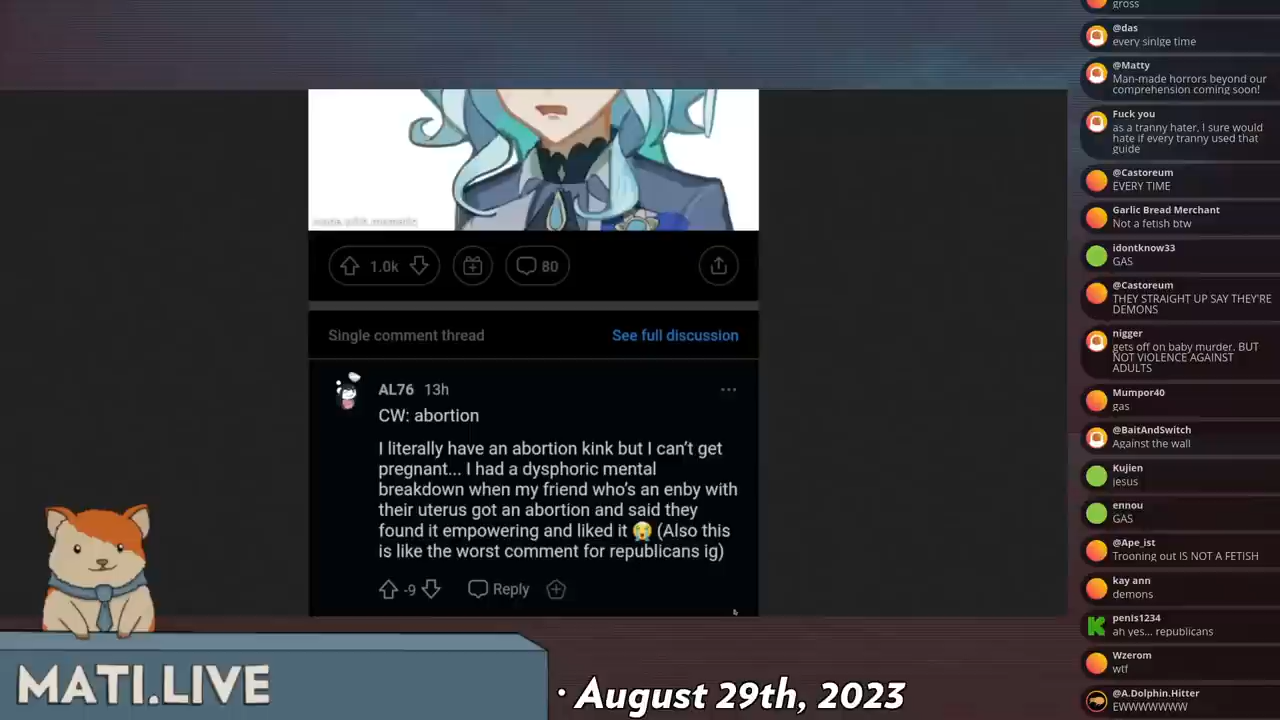 made with mematic
1.0k
80
Single comment thread
See full discussion
AL76 13h
CW: abortion
I literally have an abortion kink but I can't get
pregnant... I had a dysphoric mental
breakdown when my friend who's an enby with
their uterus got an abortion and said they
found it empowering and liked it 😭 (Also this
is like the worst comment for republicans ig)
-9
Reply
MATI.LIVE
· August 29th, 2023
gross
@das
every sinlge time
@Matty
Man-made horrors beyond our
comprehension coming soon!
Fuck you
as a tranny hater, I sure would
hate if every tranny used that
guide
@Castoreum
EVERY TIME
Garlic Bread Merchant
Not a fetish btw
idontknow33
GAS
@Castoreum
THEY STRAIGHT UP SAY THEY'RE
DEMONS
nigger
gets off on baby murder. BUT
NOT VIOLENCE AGAINST
ADULTS
Mumpor40
gas
@BaitAndSwitch
Against the wall
Kujien
jesus
ennou
GAS
@Ape_ist
Trooning out IS NOT A FETISH
kay ann
demons
penis1234
ah yes... republicans
Wzerom
wtf
@A.Dolphin.Hitter
EWWWWWWW